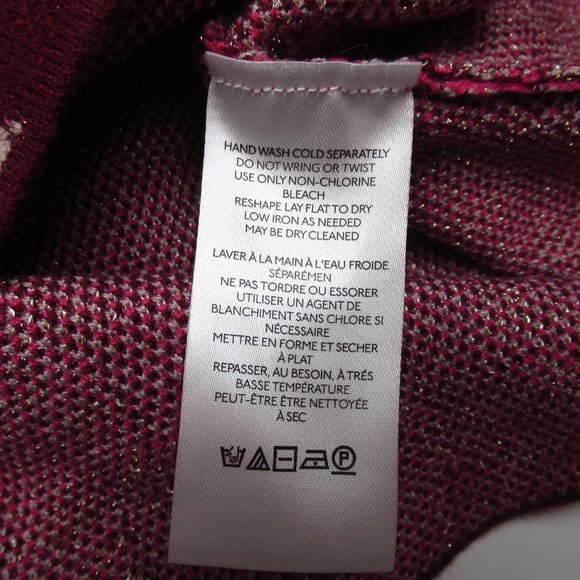 HAND WASH COLD SEPARATELY
DO NOT WRING OR TWIST
USE ONLY NON-CHLORINE
BLEACH
RESHAPE LAY FLAT TO DRY
LOW IRON AS NEEDED
MAY BE DRY CLEANED
LAVER À LA MAIN À L'EAU FROIDE
SÉPARÉMEN
NE PAS TORDRE OU ESSORER
UTILISER UN AGENT DE
BLANCHIMENT SANS CHLORE SI
NÉCESSAIRE
METTRE EN FORME ET SECHER
À PLAT
REPASSER, AU BESOIN, À TRÉS
BASSE TEMPÉRATURE
PEUT-ÊTRE ÊTRE NETTOYÉE
À SEC
P